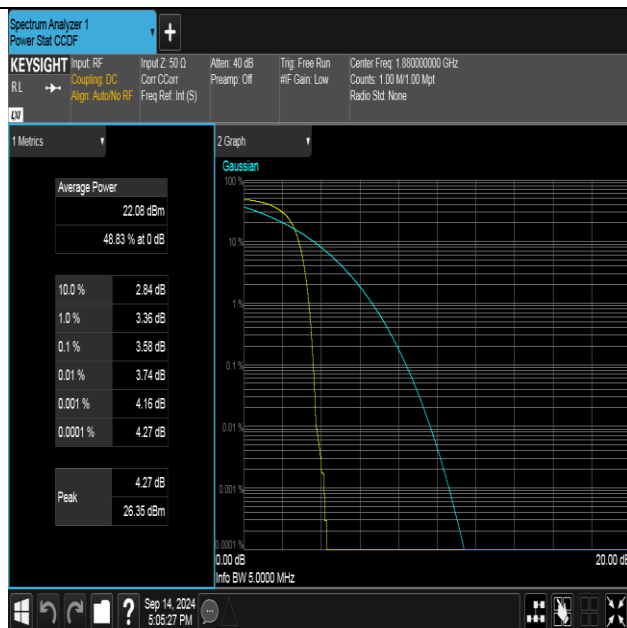 Spectrum Analyzer 1
Power Stat CCDF
+
KEYSIGHT
RL
LXI
Input: RF
Coupling: DC
Align: Auto/No RF
Input Z: 50 Ω
Corr CCorr
Freq Ref: Int (S)
Atten: 40 dB
Preamp: Off
Trig: Free Run
#IF Gain: Low
Center Freq: 1.880000000 GHz
Counts: 1.00 M/1.00 Mpt
Radio Std: None
1 Metrics
Average Power
22.08 dBm
48.83 % at 0 dB
10.0 % 2.84 dB
1.0 % 3.36 dB
0.1 % 3.58 dB
0.01 % 3.74 dB
0.001 % 4.16 dB
0.0001 % 4.27 dB
Peak
4.27 dB
26.35 dBm
2 Graph
Gaussian
100 %
10 %
1 %
0.1 %
0.01 %
0.001 %
0.0001 %
0.00 dB 20.00 dB
Info BW 5.0000 MHz
?
Sep 14, 2024
5:05:27 PM